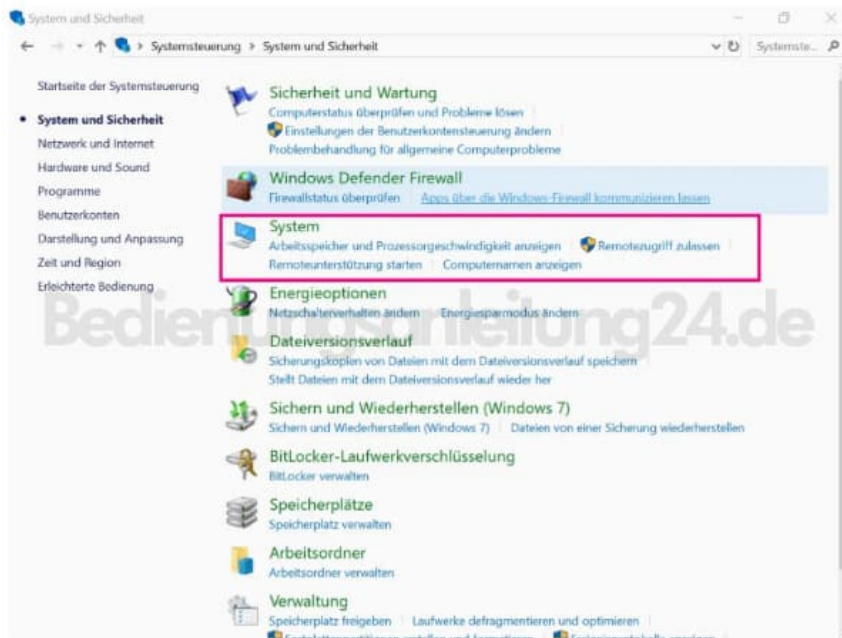 System und Sicherheit
Systemsteuerung > System und Sicherheit
Systemste...
Startseite der Systemsteuerung
System und Sicherheit
Netzwerk und Internet
Hardware und Sound
Programme
Benutzerkonten
Darstellung und Anpassung
Zeit und Region
Erleichterte Bedienung
Sicherheit und Wartung
Computerstatus überprüfen und Probleme lösen
Einstellungen der Benutzerkontensteuerung ändern
Problembehandlung für allgemeine Computerprobleme
Windows Defender Firewall
Firewallstatus überprüfen Apps über die Windows-Firewall kommunizieren lassen
System
Arbeitsspeicher und Prozessorgeschwindigkeit anzeigen Remotezugriff zulassen
Remoteunterstützung starten Computernamen anzeigen
Energieoptionen
Netzschalterverhalten ändern Energiesparmodus ändern
Bedienungsanleitung24.de
Dateiversionsverlauf
Sicherungskopien von Dateien mit dem Dateiversionsverlauf speichern
Stellt Dateien mit dem Dateiversionsverlauf wieder her
Sichern und Wiederherstellen (Windows 7)
Sichern und Wiederherstellen (Windows 7) Dateien von einer Sicherung wiederherstellen
BitLocker-Laufwerkverschlüsselung
BitLocker verwalten
Speicherplätze
Speicherplatz verwalten
Arbeitsordner
Arbeitsordner verwalten
Verwaltung
Speicherplatz freigeben Laufwerke defragmentieren und optimieren